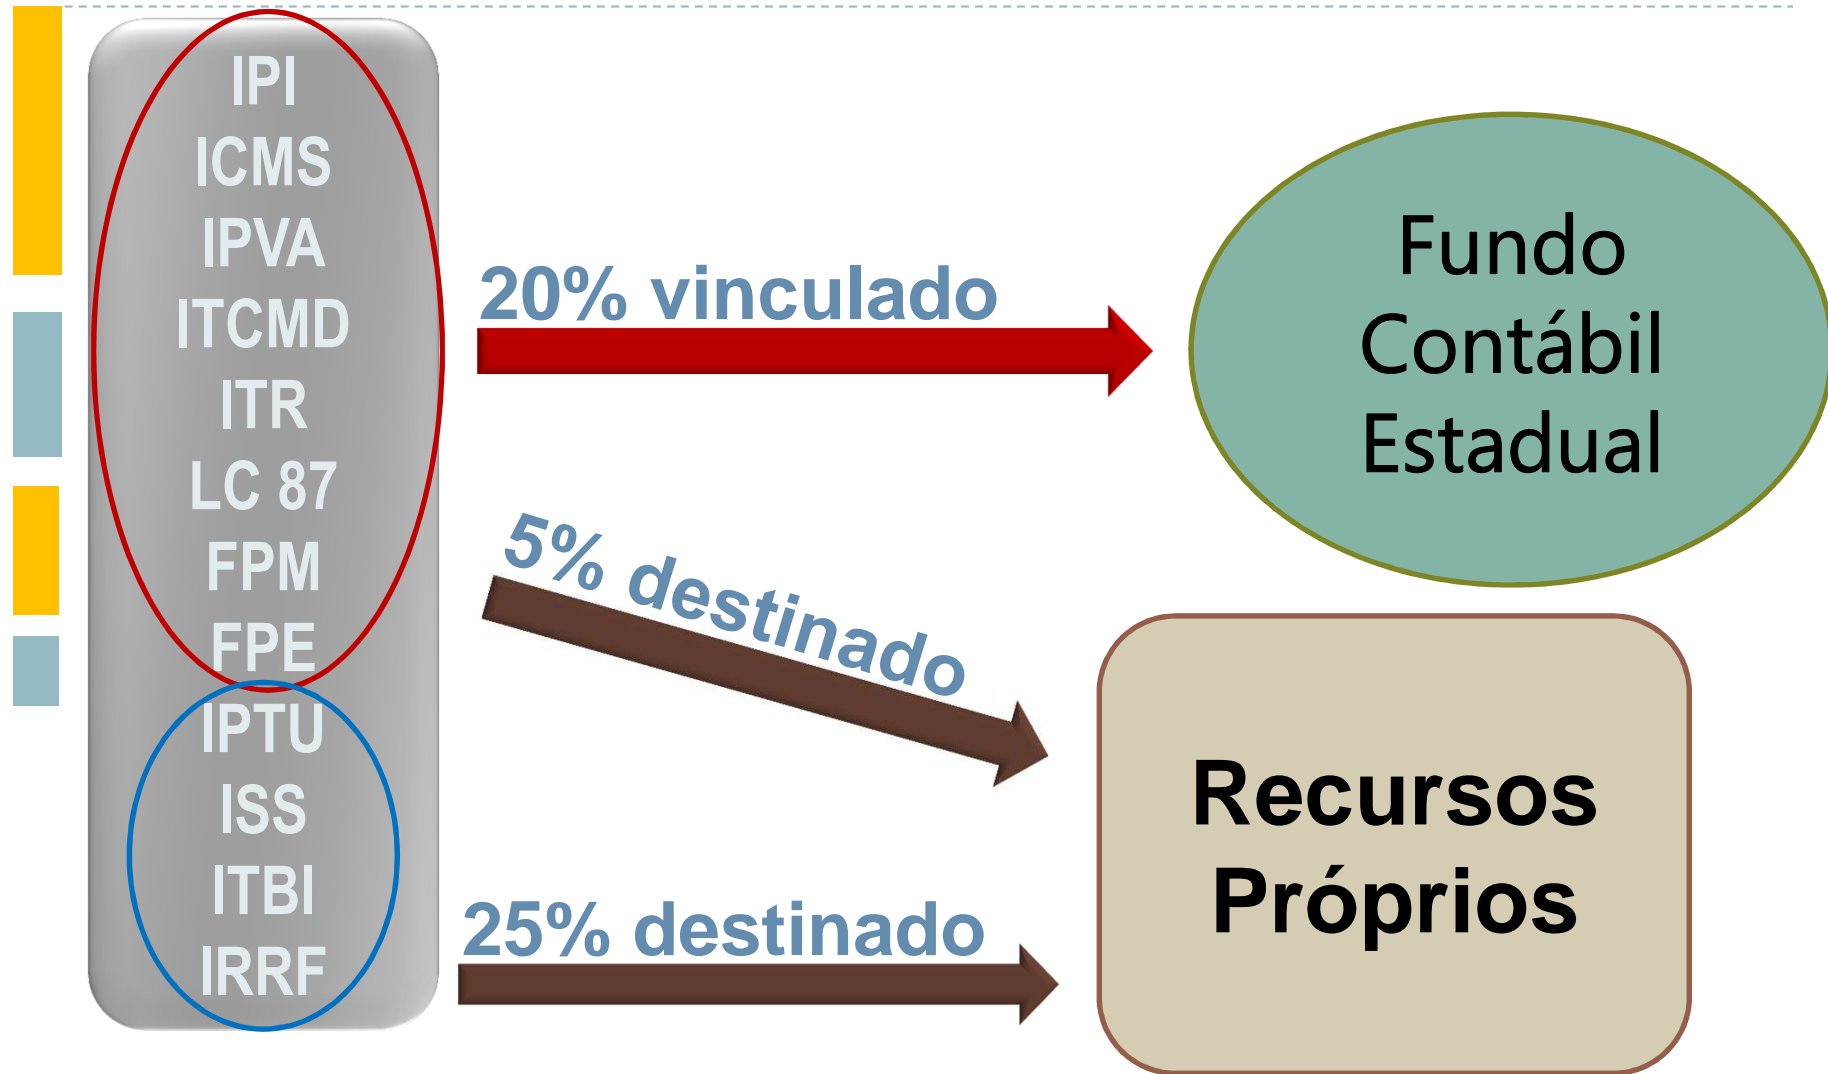 IPI
ICMS
IPVA
ITCMD
ITR
LC 87
FPM
FPE
IPTU
ISS
ITBI
IRRF
20% vinculado
5% destinado
25% destinado
Fundo
Contábil
Estadual
Recursos
Próprios